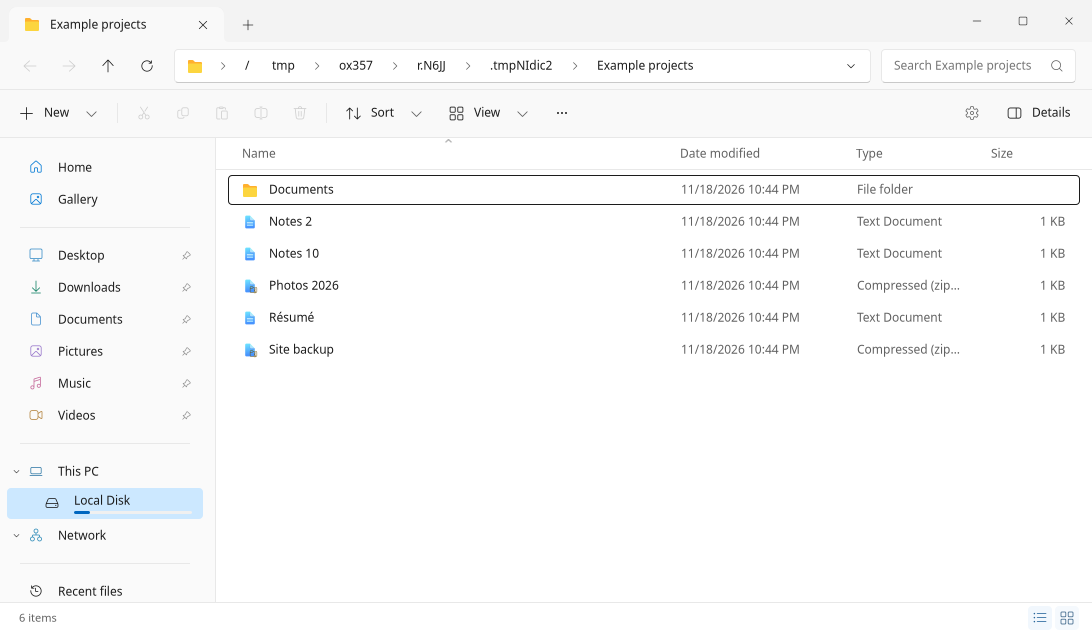 Example projects
/ tmp ox357 r.N6JJ .tmpNIdic2 Example projects
Search Example projects
New Sort View ··· Details
Name Date modified Type Size
Home
Gallery
Desktop
Downloads
Documents
Pictures
Music
Videos
This PC
Local Disk
Network
Recent files
Documents 11/18/2026 10:44 PM File folder
Notes 2 11/18/2026 10:44 PM Text Document 1 KB
Notes 10 11/18/2026 10:44 PM Text Document 1 KB
Photos 2026 11/18/2026 10:44 PM Compressed (zip... 1 KB
Résumé 11/18/2026 10:44 PM Text Document 1 KB
Site backup 11/18/2026 10:44 PM Compressed (zip... 1 KB
6 items